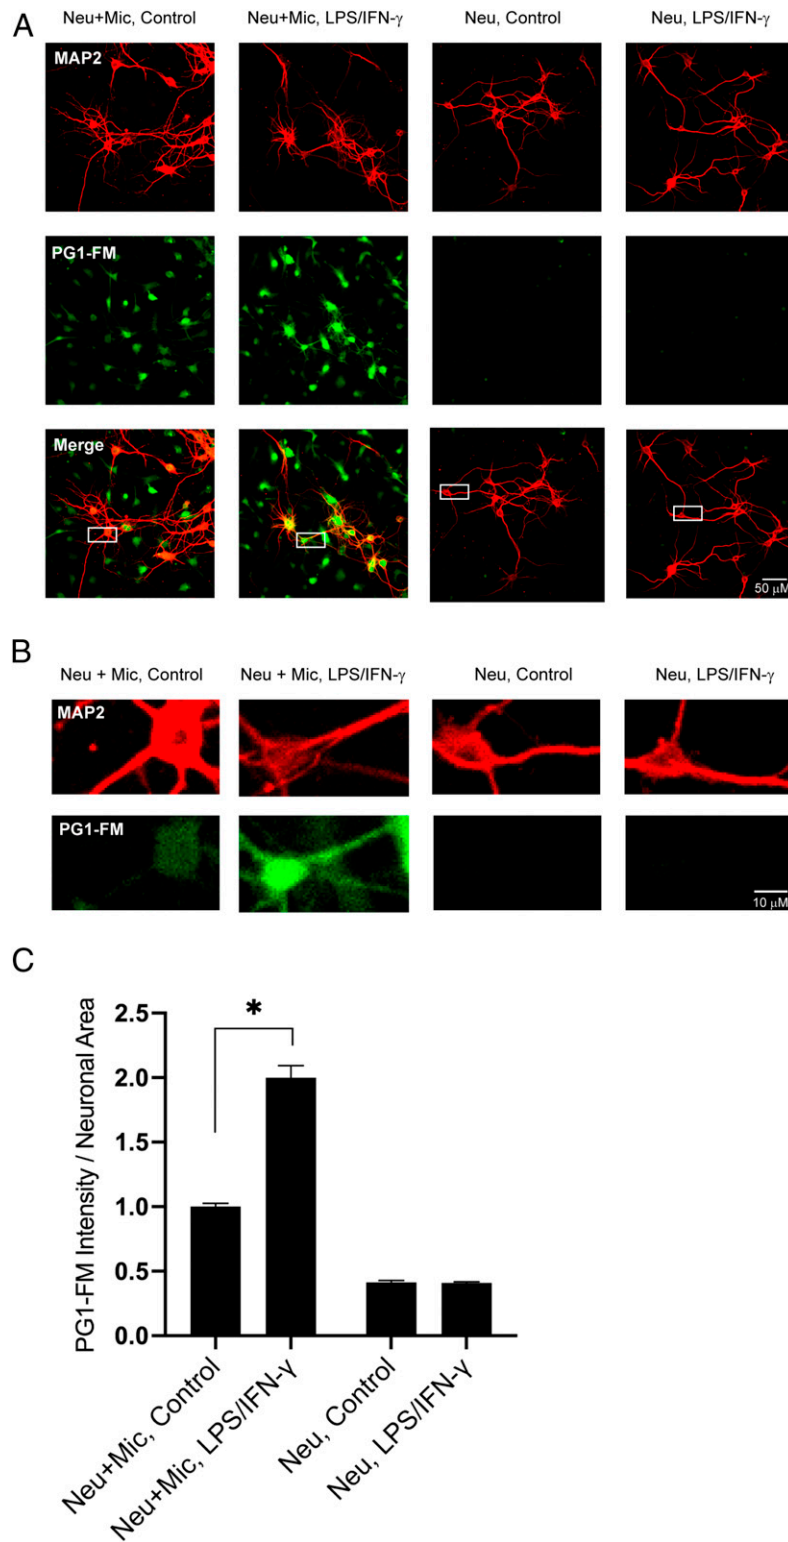 A
Neu+Mic, Control Neu+Mic, LPS/IFN-γ Neu, Control Neu, LPS/IFN-γ
MAP2
PG1-FM
Merge
50 μM
B
Neu + Mic, Control Neu + Mic, LPS/IFN-γ Neu, Control Neu, LPS/IFN-γ
MAP2
PG1-FM
10 μM
C
*
PG1-FM Intensity / Neuronal Area
2.5
2.0
1.5
1.0
0.5
0.0
Neu+Mic, Control
Neu+Mic, LPS/IFN-γ
Neu, Control
Neu, LPS/IFN-γ